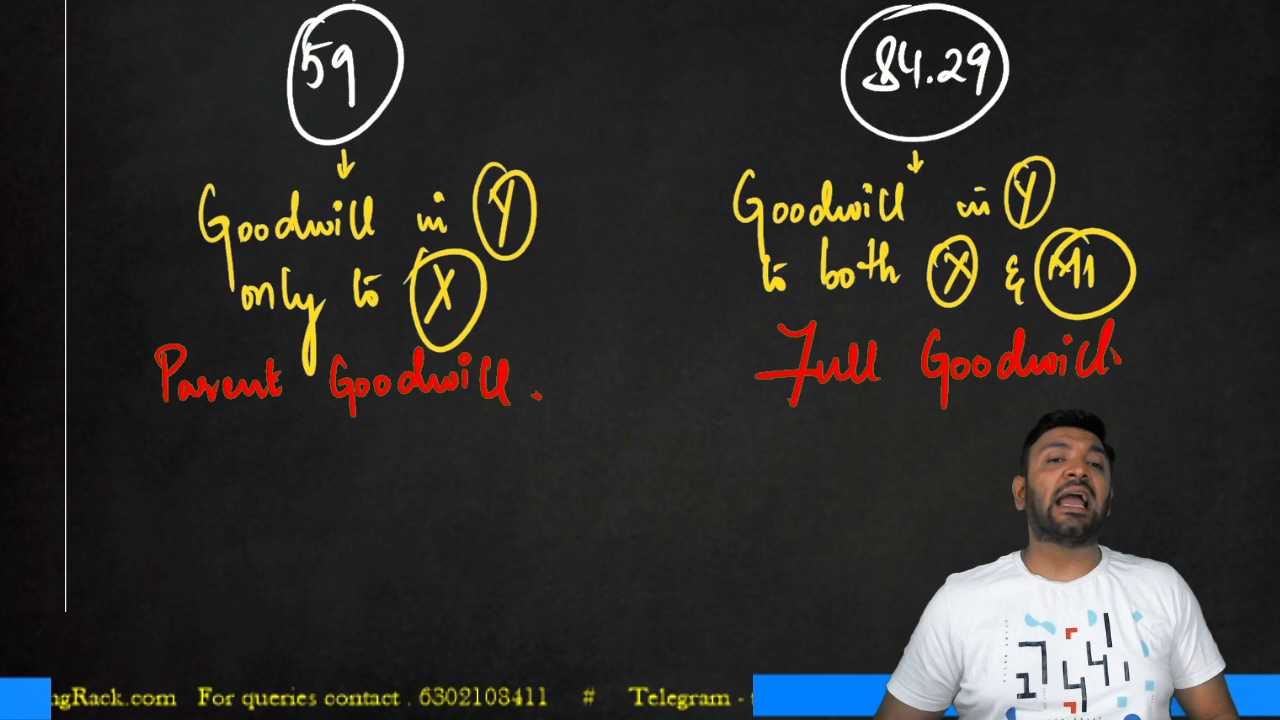 59
Goodwill in Y
only to X
Parent Goodwill.
84.29
Goodwill in Y
to both X &
Full Goodwill.
ngRack.com For queries contact . 6302108411 # Telegram -